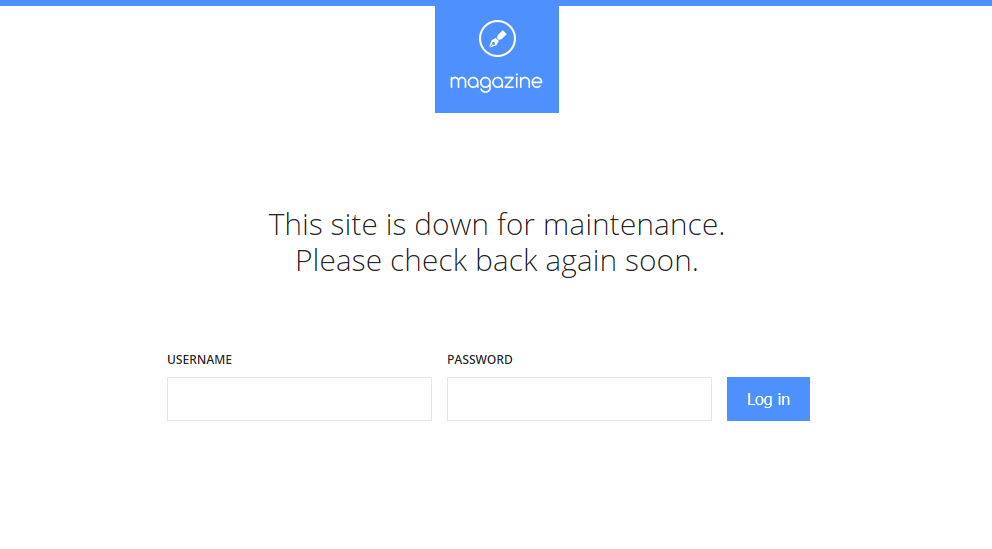 magazine
This site is down for maintenance.
Please check back again soon.
USERNAME
PASSWORD
Log in